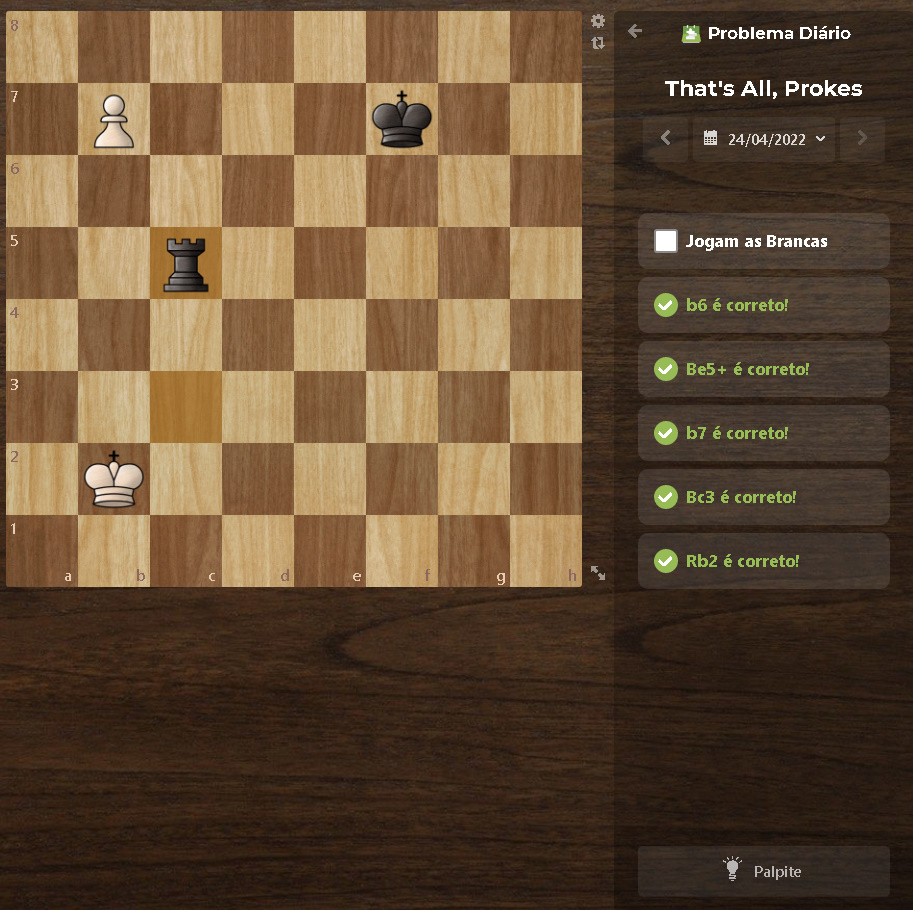 8
7
6
5
4
3
2
1
a b c d e f g h
Problema Diário
That's All, Prokes
24/04/2022
Jogam as Brancas
b6 é correto!
Be5+ é correto!
b7 é correto!
Bc3 é correto!
Rb2 é correto!
Palpite